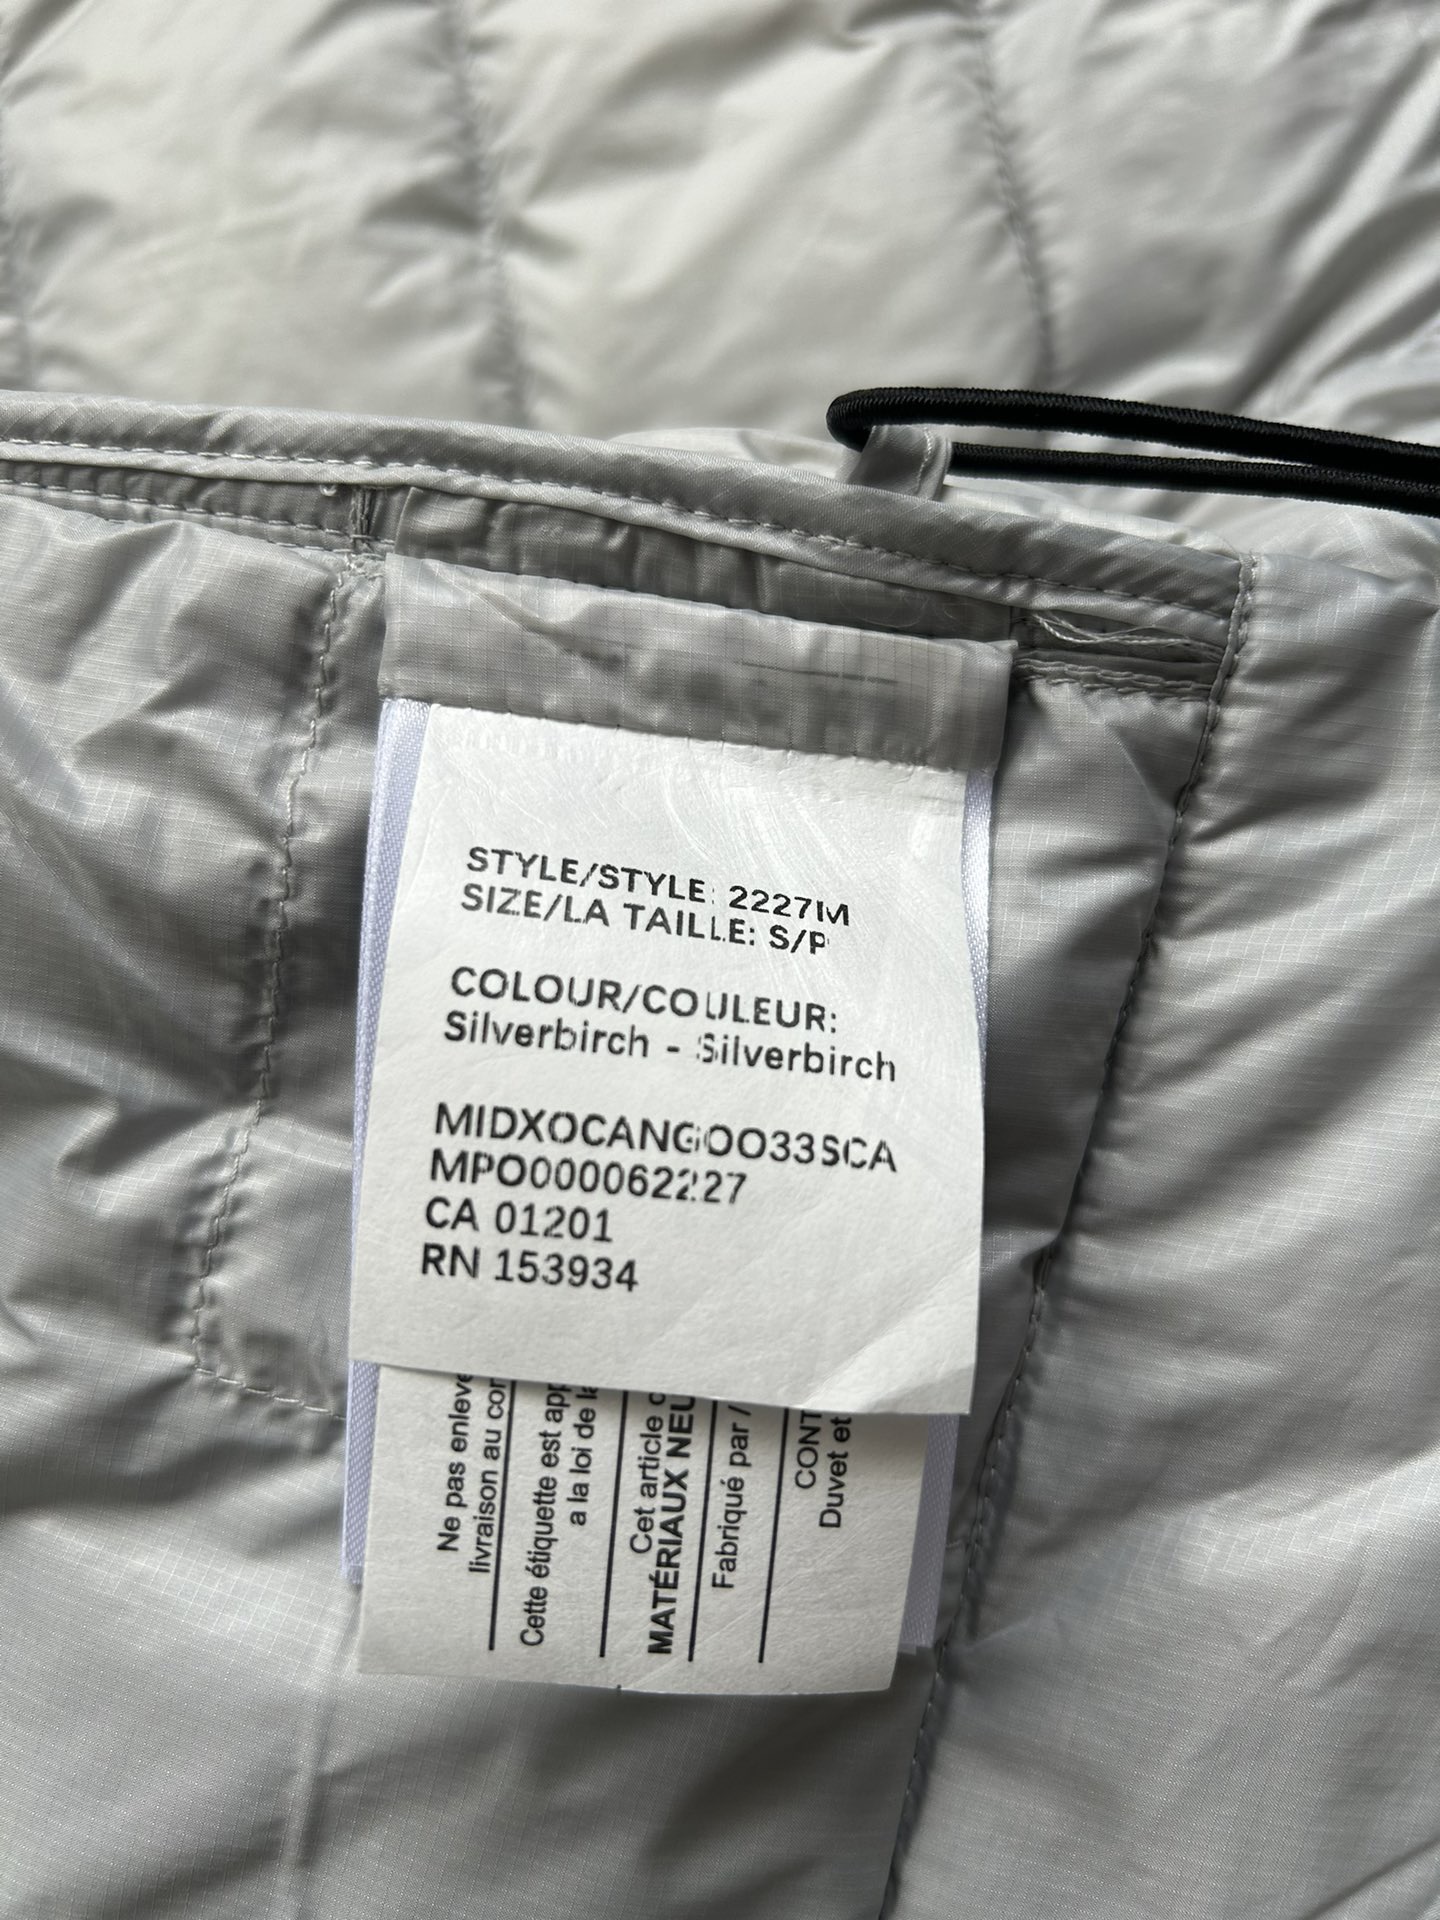 STYLE/STYLE: 2227M
SIZE/LA TAILLE: S/P
COLOUR/COULEUR:
Silverbirch - Silverbirch
MIDXOCANGOO33SCA
MPO000062227
CA 01201
RN 153934
Ne pas enleve
livraison au con
Cette étiquette est app
a la loi de la
Cet article c
MATÉRIAUX NEU
Fabriqué par /
CONT
Duvet et